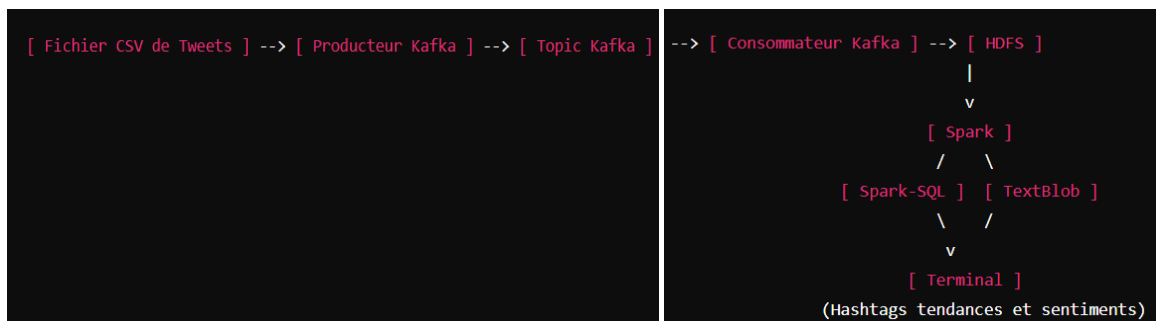 [ Fichier CSV de Tweets ] --> [ Producteur Kafka ] --> [ Topic Kafka ] --> [ Consommateur Kafka ] --> [ HDFS ]
|
v
[ Spark ]
/ \
[ Spark-SQL ] [ TextBlob ]
\ /
v
[ Terminal ]
(Hashtags tendances et sentiments)